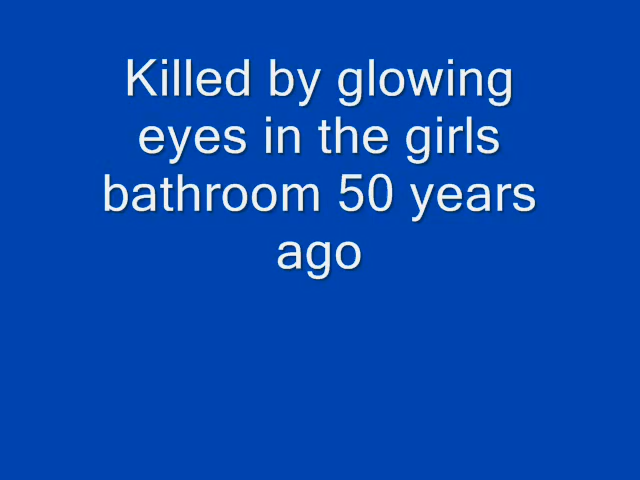 Killed by glowing
eyes in the girls
bathroom 50 years
ago